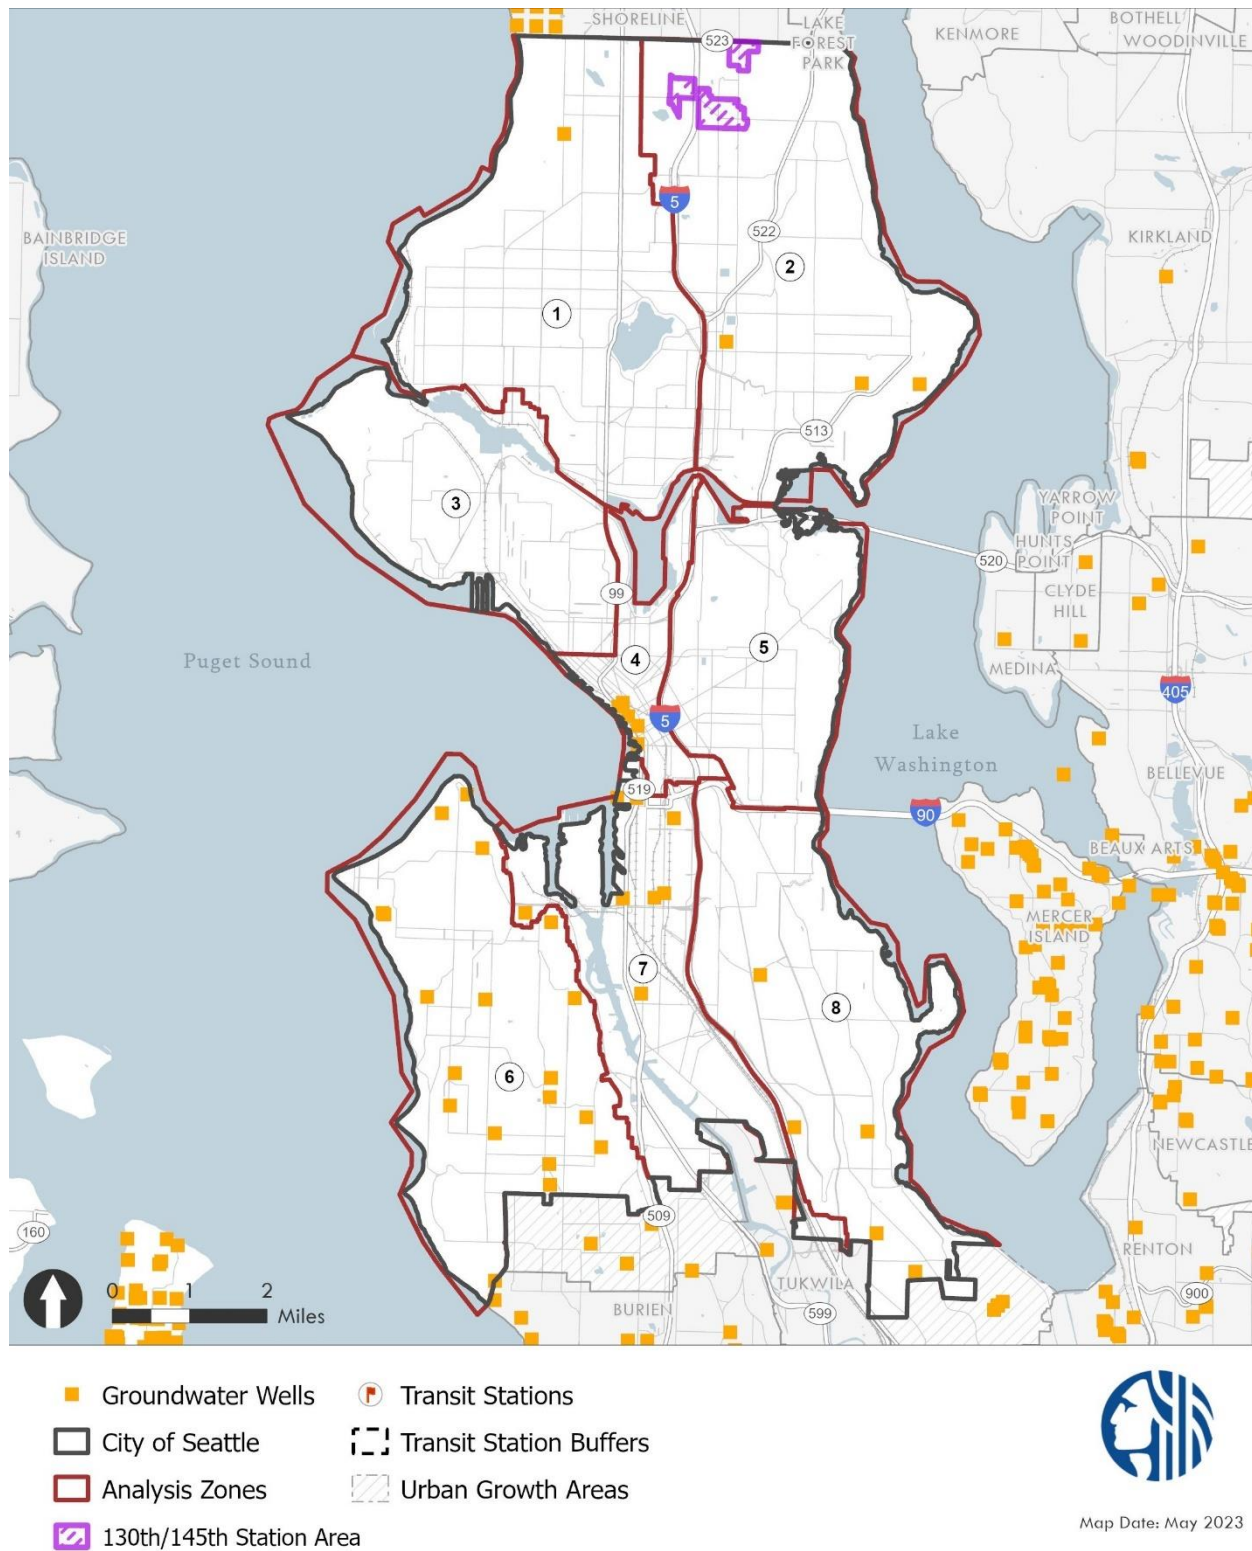 SHORELINE
LAKE
FOREST
PARK
KENMORE
BOTHELL
WOODINVILLE
523
5
522
2
BAINBRIDGE
ISLAND
KIRKLAND
1
513
3
YARROW
POINT
HUNTS
POINT
520
CLYDE
HILL
99
5
4
MEDINA
Puget Sound
405
5
Lake
Washington
BELLEVUE
519
90
BEAUX ARTS
MERCER
ISLAND
7
8
6
NEWCASTLE
160
509
RENTON
0 1 2
Miles
TUKWILA
BURIEN
599
900
Groundwater Wells
Transit Stations
City of Seattle
Transit Station Buffers
Analysis Zones
Urban Growth Areas
130th/145th Station Area
Map Date: May 2023